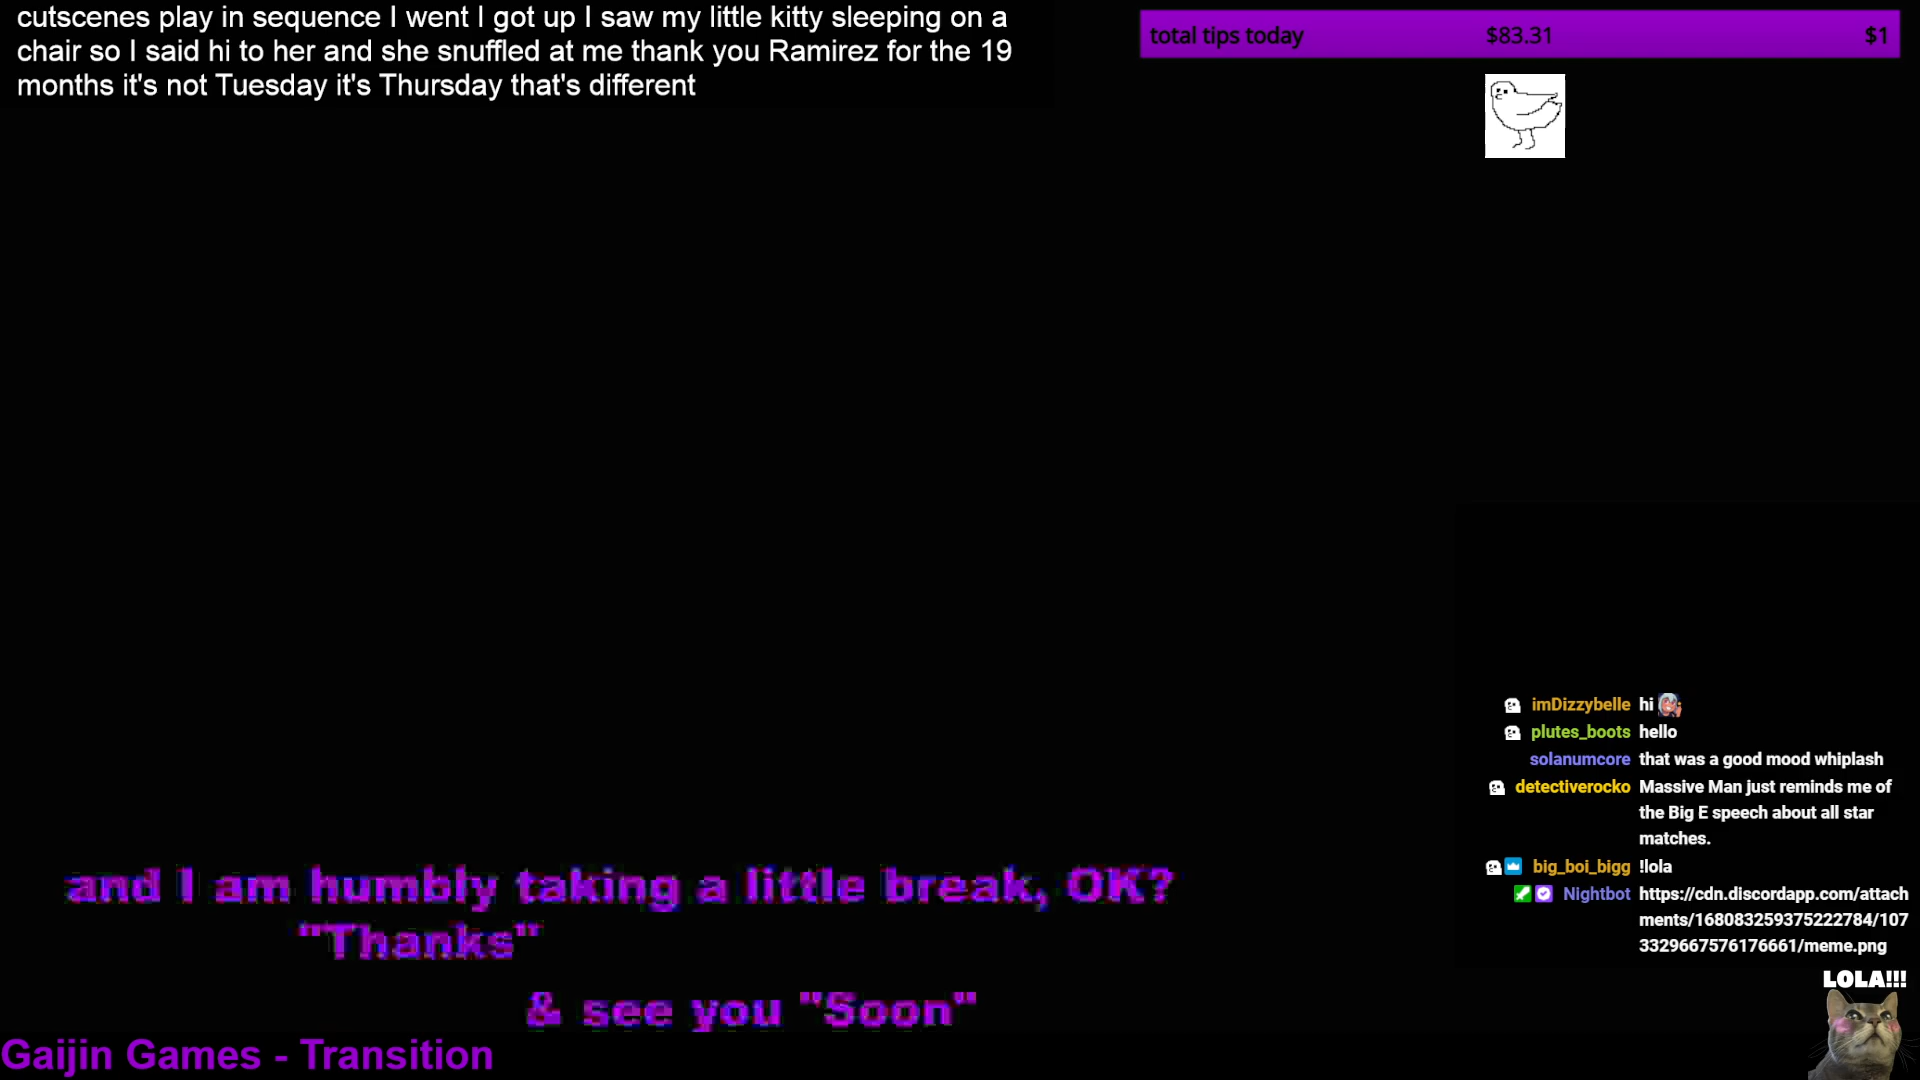 cutscenes play in sequence I went I got up I saw my little kitty sleeping on a
chair so I said hi to her and she snuffled at me thank you Ramirez for the 19
months it's not Tuesday it's Thursday that's different
total tips today $83.31 $1
imDizzybelle hi
plutes_boots hello
solanumcore that was a good mood whiplash
detectiverocko Massive Man just reminds me of
the Big E speech about all star
matches.
big_boi_bigg !lola
Nightbot https://cdn.discordapp.com/attach
ments/168083259375222784/107
3329667576176661/meme.png
LOLA!!!
and I am humbly taking a little break, OK?
"Thanks"
& see you "Soon"
Gaijin Games - Transition